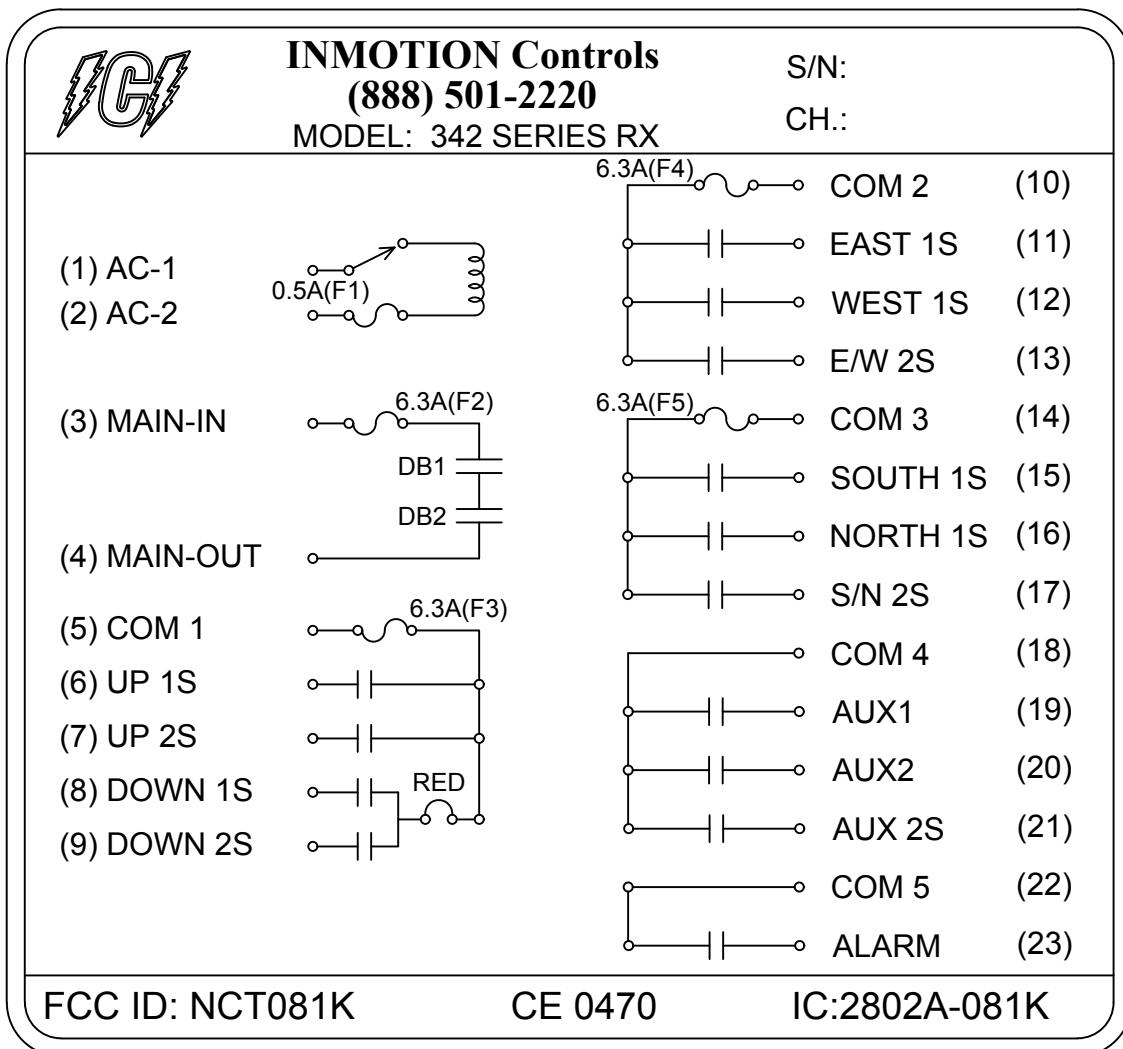 ICI
INMOTION Controls
(888) 501-2220
MODEL: 342 SERIES RX
S/N:
CH.:
(1) AC-1
(2) AC-2
0.5A(F1)
(3) MAIN-IN
6.3A(F2)
DB1
DB2
(4) MAIN-OUT
(5) COM 1
6.3A(F3)
(6) UP 1S
(7) UP 2S
(8) DOWN 1S
RED
(9) DOWN 2S
6.3A(F4)
COM 2 (10)
EAST 1S (11)
WEST 1S (12)
E/W 2S (13)
6.3A(F5)
COM 3 (14)
SOUTH 1S (15)
NORTH 1S (16)
S/N 2S (17)
COM 4 (18)
AUX1 (19)
AUX2 (20)
AUX 2S (21)
COM 5 (22)
ALARM (23)
FCC ID: NCT081K CE 0470 IC:2802A-081K